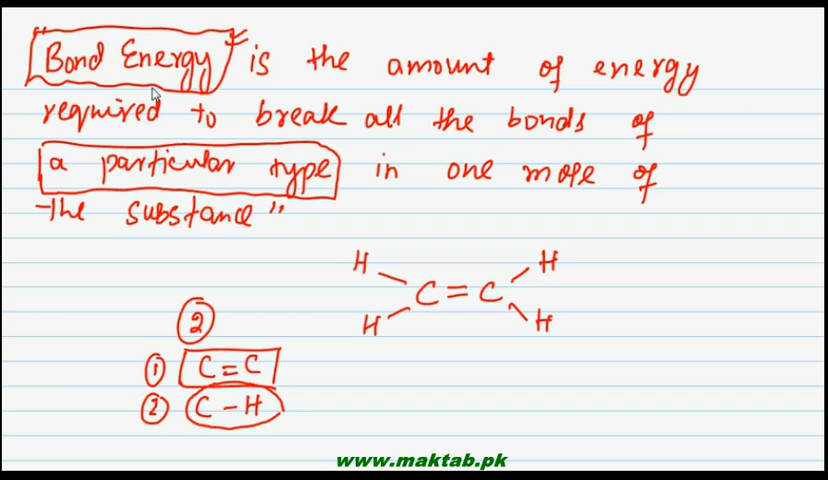 "Bond Energy" is the amount of energy
required to break all the bonds of
a particular type in one mole of
the substance"
H H
C = C
H H
②
① C = C
② C - H
www.maktab.pk